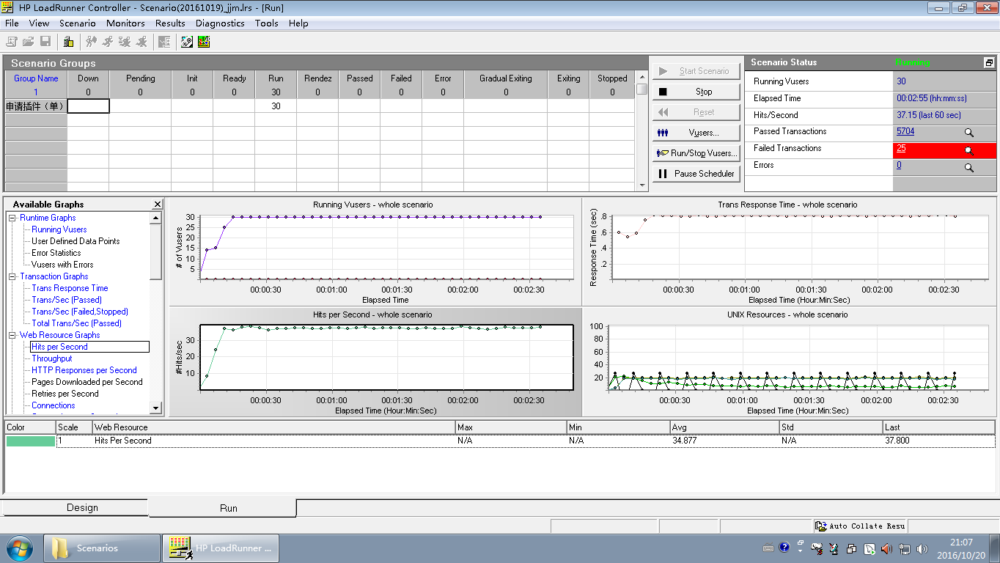 HP LoadRunner Controller - Scenario(20161019)_jjm.lrs - [Run]
File View Scenario Monitors Results Diagnostics Tools Help
Scenario Groups
Group Name Down Pending Init Ready Run Rendez Passed Failed Error Gradual Exiting Exiting Stopped
1 0 0 0 0 30 0 0 0 0 0 0 0
申请插件（单） 30
Start Scenario
Stop
Reset
Vusers...
Run/Stop Vusers...
Pause Scheduler
Scenario Status Running
Running Vusers 30
Elapsed Time 00:02:55 (hh:mm:ss)
Hits/Second 37.15 (last 60 sec)
Passed Transactions 5704
Failed Transactions 25
Errors 0
Available Graphs
Runtime Graphs
Running Vusers
User Defined Data Points
Error Statistics
Vusers with Errors
Transaction Graphs
Trans Response Time
Trans/Sec (Passed)
Trans/Sec (Failed,Stopped)
Total Trans/Sec (Passed)
Web Resource Graphs
Hits per Second
Throughput
HTTP Responses per Second
Pages Downloaded per Second
Retries per Second
Connections
Running Vusers - whole scenario
# of Vusers
30
25
20
15
10
5
00:00:30 00:01:00 00:01:30 00:02:00 00:02:30
Elapsed Time
Trans Response Time - whole scenario
Response Time (sec)
.8
.6
.4
.2
00:00:30 00:01:00 00:01:30 00:02:00 00:02:30
Elapsed Time (Hour:Min:Sec)
Hits per Second - whole scenario
#Hits/sec
30
20
10
00:00:30 00:01:00 00:01:30 00:02:00 00:02:30
Elapsed Time (Hour:Min:Sec)
UNIX Resources - whole scenario
100
80
60
40
20
00:00:30 00:01:00 00:01:30 00:02:00 00:02:30
Elapsed Time (Hour:Min:Sec)
Color Scale Web Resource Max Min Avg Std Last
1 Hits Per Second N/A N/A 34.877 N/A 37.800
Design Run
Auto Collate Resu
Scenarios
HP LoadRunner ...
21:07
2016/10/20